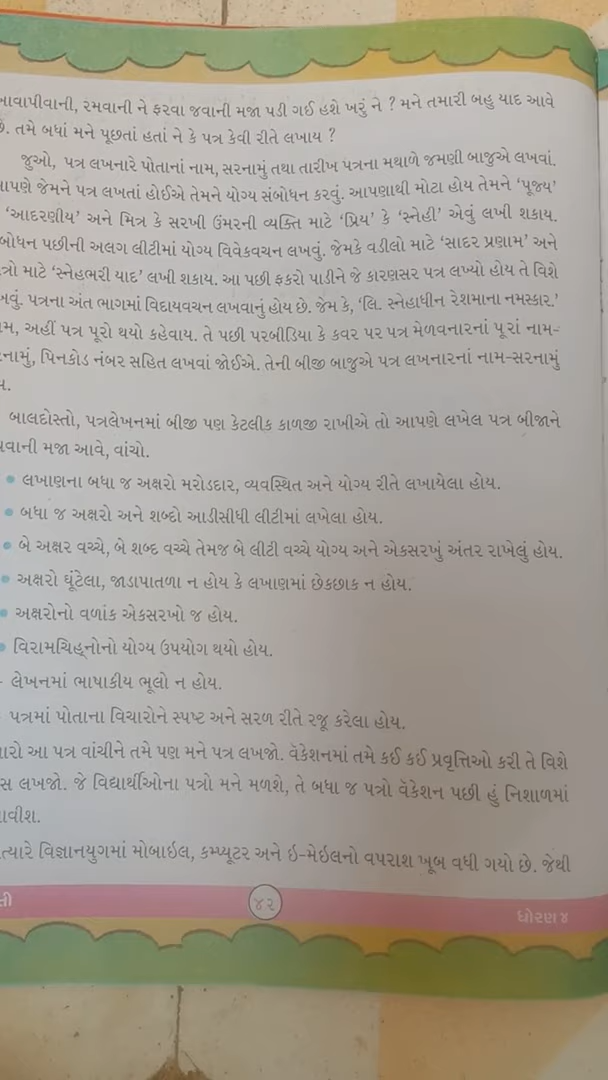 ખાવાપીવાની, રમવાની ને ફરવા જવાની મજા પડી ગઈ હશે ખરું ને ? મને તમારી બહુ યાદ આવે
છે. તમે બધાં મને પૂછતાં હતાં ને કે પત્ર કેવી રીતે લખાય ?
જુઓ, પત્ર લખનારે પોતાનાં નામ, સરનામું તથા તારીખ પત્રના મથાળે જમણી બાજુએ લખવાં.
આપણે જેમને પત્ર લખતાં હોઈએ તેમને યોગ્ય સંબોધન કરવું. આપણાથી મોટા હોય તેમને ‘પૂજ્ય’
‘આદરણીય’ અને મિત્ર કે સરખી ઉંમરની વ્યક્તિ માટે ‘પ્રિય’ કે ‘સ્નેહી’ એવું લખી શકાય.
બોધન પછીની અલગ લીટીમાં યોગ્ય વિવેકવચન લખવું. જેમકે વડીલો માટે ‘સાદર પ્રણામ’ અને
ત્રો માટે ‘સ્નેહભરી યાદ’ લખી શકાય. આ પછી ફકરો પાડીને જે કારણસર પત્ર લખ્યો હોય તે વિશે
ખવું. પત્રના અંત ભાગમાં વિદાયવચન લખવાનું હોય છે. જેમ કે, ‘લિ. સ્નેહાધીન રેશમાના નમસ્કાર.’
મ, અહીં પત્ર પૂરો થયો કહેવાય. તે પછી પરબીડિયા કે કવર પર પત્ર મેળવનારનાં પૂરાં નામ-
નામું, પિનકોડ નંબર સહિત લખવાં જોઈએ. તેની બીજી બાજુએ પત્ર લખનારનાં નામ-સરનામું
ય.
બાલદોસ્તો, પત્રલેખનમાં બીજી પણ કેટલીક કાળજી રાખીએ તો આપણે લખેલ પત્ર બીજાને
વાની મજા આવે, વાંચો.
• લખાણના બધા જ અક્ષરો મરોડદાર, વ્યવસ્થિત અને યોગ્ય રીતે લખાયેલા હોય.
• બધા જ અક્ષરો અને શબ્દો આડીસીધી લીટીમાં લખેલા હોય.
• બે અક્ષર વચ્ચે, બે શબ્દ વચ્ચે તેમજ બે લીટી વચ્ચે યોગ્ય અને એકસરખું અંતર રાખેલું હોય.
• અક્ષરો ઘૂંટેલા, જાડાપાતળા ન હોય કે લખાણમાં છેકછાક ન હોય.
• અક્ષરોનો વળાંક એકસરખો જ હોય.
• વિરામચિહ્નોનો યોગ્ય ઉપયોગ થયો હોય.
- લેખનમાં ભાષાકીય ભૂલો ન હોય.
પત્રમાં પોતાના વિચારોને સ્પષ્ટ અને સરળ રીતે રજૂ કરેલા હોય.
ારો આ પત્ર વાંચીને તમે પણ મને પત્ર લખજો. વૅકેશનમાં તમે કઈ કઈ પ્રવૃત્તિઓ કરી તે વિશે
સ લખજો. જે વિદ્યાર્થીઓના પત્રો મને મળશે, તે બધા જ પત્રો વૅકેશન પછી હું નિશાળમાં
ાવીશ.
ત્યારે વિજ્ઞાનયુગમાં મોબાઇલ, કમ્પ્યૂટર અને ઇ-મેઇલનો વપરાશ ખૂબ વધી ગયો છે. જેથી
તી
૪૨
ધોરણ ૪